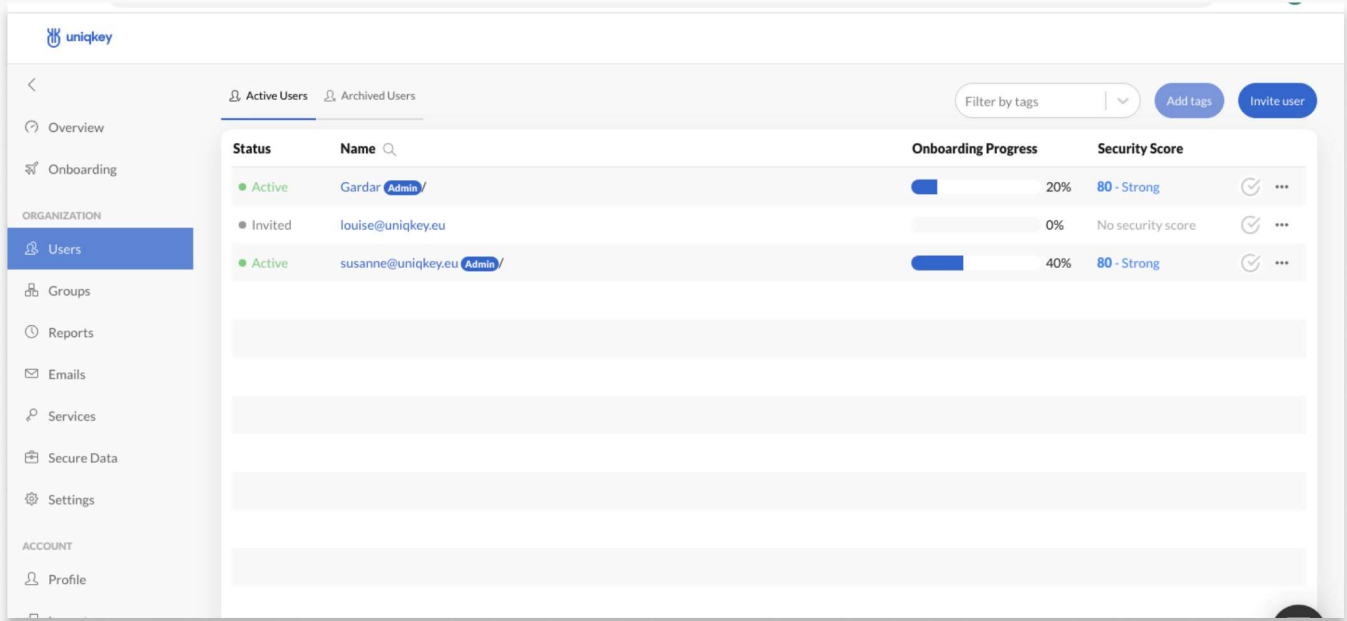 uniqkey
Active Users
Archived Users
Filter by tags
Add tags
Invite user
Overview
Onboarding
ORGANIZATION
Users
Groups
Reports
Emails
Services
Secure Data
Settings
ACCOUNT
Profile
Status Name Onboarding Progress Security Score
Active Gardar Admin/ 20% 80 - Strong
Invited louise@uniqkey.eu 0% No security score
Active susanne@uniqkey.eu Admin/ 40% 80 - Strong